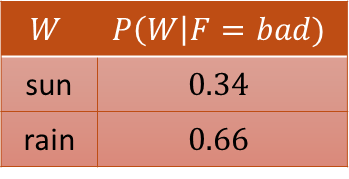 W P(W|F = bad)
sun 0.34
rain 0.66